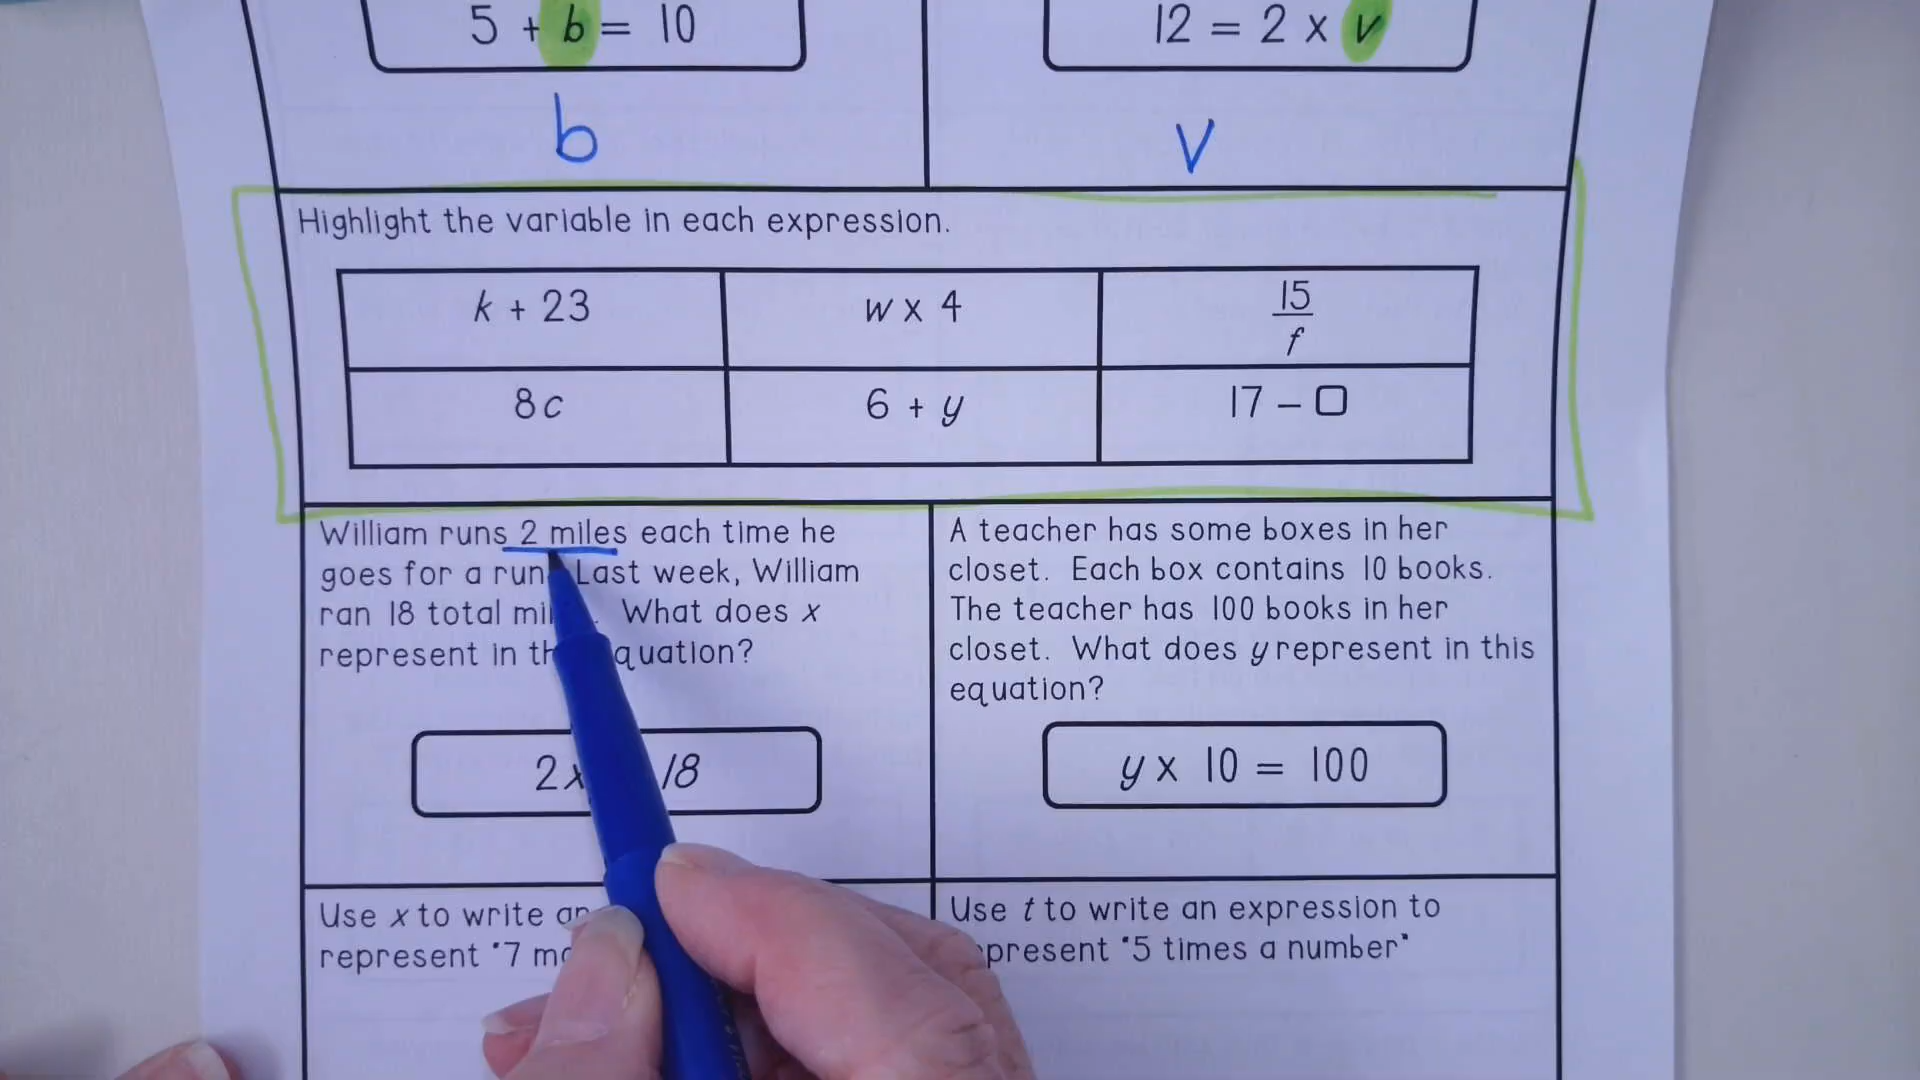 5 + b = 10
12 = 2 x v
b
v
Highlight the variable in each expression.
k + 23
w x 4
15
f
8c
6 + y
17 – □
William runs 2 miles each time he
goes for a run Last week, William
ran 18 total What does x
represent in equation?
2x 18
A teacher has some boxes in her
closet. Each box contains 10 books.
The teacher has 100 books in her
closet. What does y represent in this
equation?
y x 10 = 100
Use x to write an
represent "7
Use t to write an expression to
represent "5 times a number"